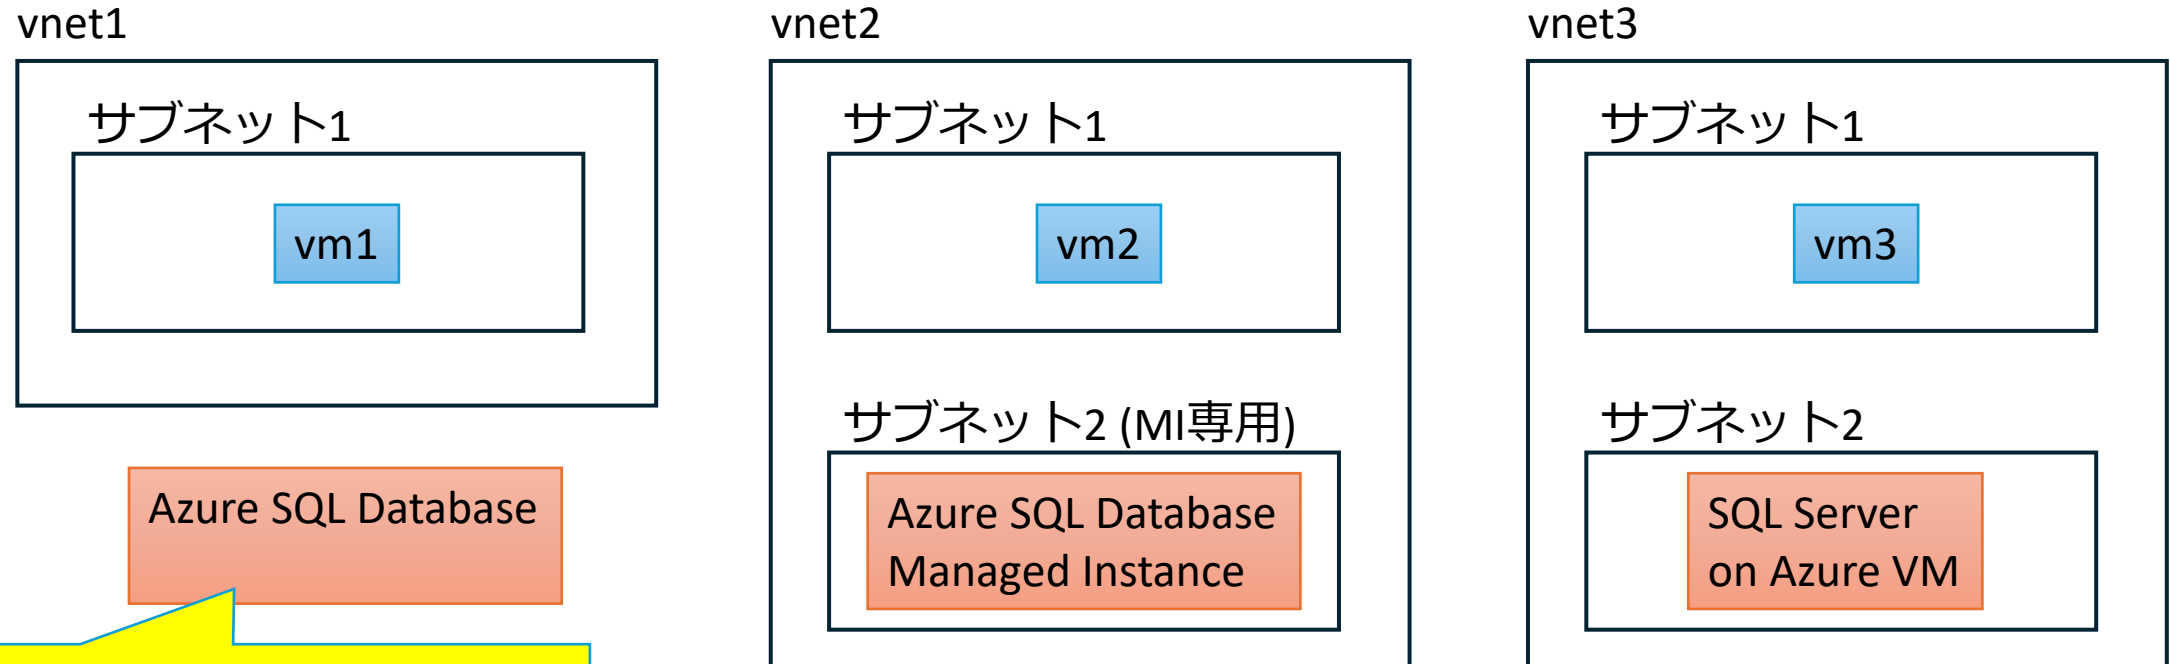 vnet1
サブネット1
vm1
Azure SQL Database
vnet2
サブネット1
vm2
サブネット2 (MI専用)
Azure SQL Database
Managed Instance
vnet3
サブネット1
vm3
サブネット2
SQL Server
on Azure VM